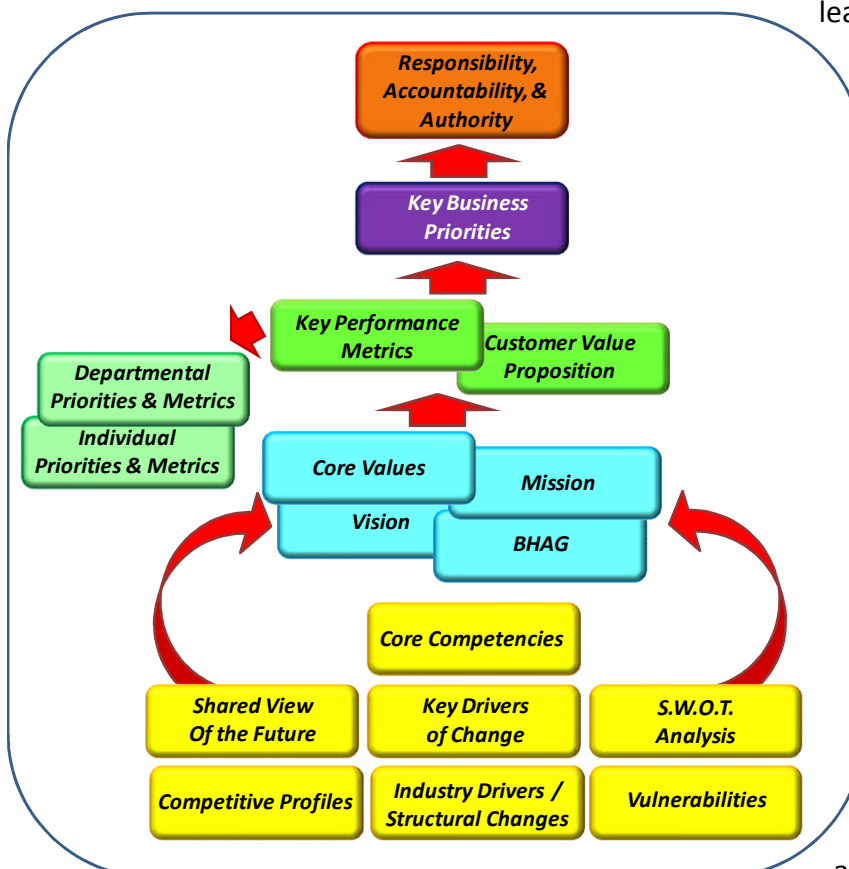 lea
Responsibility,
Accountability, &
Authority
Key Business
Priorities
Key Performance
Metrics
Customer Value
Proposition
Departmental
Priorities & Metrics
Individual
Priorities & Metrics
Core Values
Mission
Vision
BHAG
Core Competencies
Shared View
Of the Future
Key Drivers
of Change
S.W.O.T.
Analysis
Competitive Profiles
Industry Drivers /
Structural Changes
Vulnerabilities